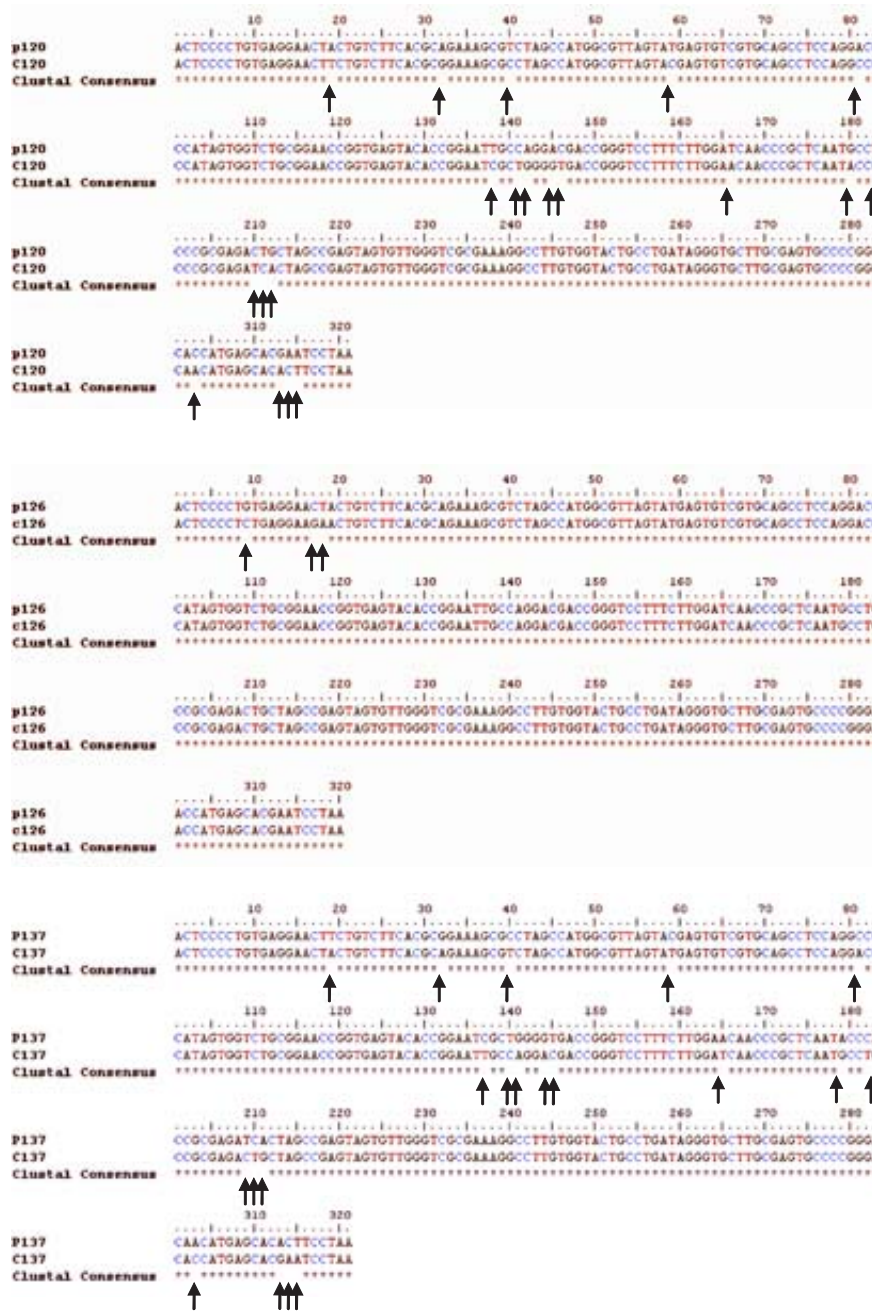 10 20 30 40 50 60 70 80
p120 ACTCCCCTGTGAGGAACTACTGTCTTCACGCAGAAAGCGTCTAGCCATGGCGTTAGTATGAGTGTCGTGCAGCCTCCAGGAC
C120 ACTCCCCTGTGAGGAACTTCTGTCTTCACGCGGAAAGCGCCTAGCCATGGCGTTAGTACGAGTGTCGTGCAGCCTCCAGGCC
Clustal Consensus
110 120 130 140 150 160 170 180
p120 CCATAGTGGTCTGCGGAACCGGTGAGTACACCGGAATTGCCAGGACGACCGGGTCCTTTCTTGGATCAACCCGCTCAATGCC
C120 CCATAGTGGTCTGCGGAACCGGTGAGTACACCGGAATCGCTGGGGTGACCGGGTCCTTTCTTGGAACAACCCGCTCAATACC
Clustal Consensus
210 220 230 240 250 260 270 280
p120 CCCGCGAGACTGCTAGCCGAGTAGTGTTGGGTCGCGAAAGGCCTTGTGGTACTGCCTGATAGGGTGCTTGCGAGTGCCCCGG
C120 CCCGCGAGATCACTAGCCGAGTAGTGTTGGGTCGCGAAAGGCCTTGTGGTACTGCCTGATAGGGTGCTTGCGAGTGCCCCGG
Clustal Consensus
310 320
p120 CACCATGAGCACGAATCCTAA
C120 CAACATGAGCACACTTCCTAA
Clustal Consensus
10 20 30 40 50 60 70 80
p126 ACTCCCCTGTGAGGAACTACTGTCTTCACGCAGAAAGCGTCTAGCCATGGCGTTAGTATGAGTGTCGTGCAGCCTCCAGGAC
c126 ACTCCCCTCTGAGGAAGAACTGTCTTCACGCAGAAAGCGTCTAGCCATGGCGTTAGTATGAGTGTCGTGCAGCCTCCAGGAC
Clustal Consensus
110 120 130 140 150 160 170 180
p126 CATAGTGGTCTGCGGAACCGGTGAGTACACCGGAATTGCCAGGACGACCGGGTCCTTTCTTGGATCAACCCGCTCAATGCCT
c126 CATAGTGGTCTGCGGAACCGGTGAGTACACCGGAATTGCCAGGACGACCGGGTCCTTTCTTGGATCAACCCGCTCAATGCCT
Clustal Consensus
210 220 230 240 250 260 270 280
p126 CCGCGAGACTGCTAGCCGAGTAGTGTTGGGTCGCGAAAGGCCTTGTGGTACTGCCTGATAGGGTGCTTGCGAGTGCCCCGGG
c126 CCGCGAGACTGCTAGCCGAGTAGTGTTGGGTCGCGAAAGGCCTTGTGGTACTGCCTGATAGGGTGCTTGCGAGTGCCCCGGG
Clustal Consensus
310 320
p126 ACCATGAGCACGAATCCTAA
c126 ACCATGAGCACGAATCCTAA
Clustal Consensus
10 20 30 40 50 60 70 80
P137 ACTCCCCTGTGAGGAACTTCTGTCTTCACGCGGAAAGCGCCTAGCCATGGCGTTAGTACGAGTGTCGTGCAGCCTCCAGGCC
C137 ACTCCCCTGTGAGGAACTACTGTCTTCACGCAGAAAGCGTCTAGCCATGGCGTTAGTATGAGTGTCGTGCAGCCTCCAGGAC
Clustal Consensus
110 120 130 140 150 160 170 180
P137 CATAGTGGTCTGCGGAACCGGTGAGTACACCGGAATCGCTGGGGTGACCGGGTCCTTTCTTGGAACAACCCGCTCAATACCC
C137 CATAGTGGTCTGCGGAACCGGTGAGTACACCGGAATTGCCAGGACGACCGGGTCCTTTCTTGGATCAACCCGCTCAATGCCT
Clustal Consensus
210 220 230 240 250 260 270 280
P137 CCGCGAGATCACTAGCCGAGTAGTGTTGGGTCGCGAAAGGCCTTGTGGTACTGCCTGATAGGGTGCTTGCGAGTGCCCCGGG
C137 CCGCGAGACTGCTAGCCGAGTAGTGTTGGGTCGCGAAAGGCCTTGTGGTACTGCCTGATAGGGTGCTTGCGAGTGCCCCGGG
Clustal Consensus
310 320
P137 CAACATGAGCACACTTCCTAA
C137 CACCATGAGCACGAATCCTAA
Clustal Consensus